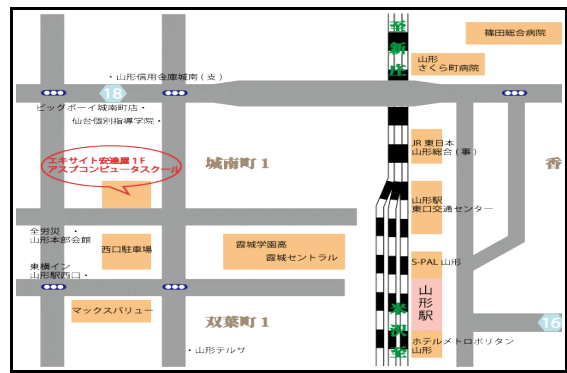 至新庄
篠田総合病院
山形
さくら町病院
・山形信用金庫城南(支)
18
ビッグボーイ城南町店・
仙台個別指導学院・
JR東日本
山形総合(事)
エキサイト安達屋1F
アスプコンピュータスクール
城南町1
香
山形駅
東口交通センター
全労災 ・
山形本部会館
西口駐車場
霞城学園高
霞城セントラル
東横イン
山形駅西口・
S-PAL山形
山形駅
マックスバリュー
双葉町1
米沢至
16
ホテルメトロポリタン
山形
・山形テルサ